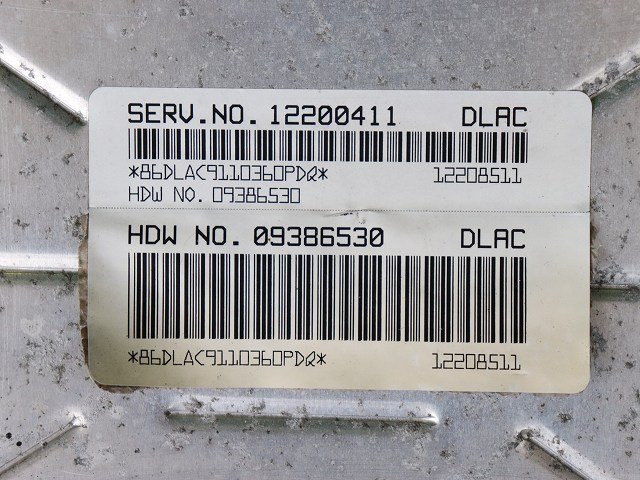 SERV.NO. 12200411 DLAC
*86DLAC9110360PDQ* 12208511
HDW NO. 09386530
HDW NO. 09386530 DLAC
*86DLAC9110360PDQ* 12208511